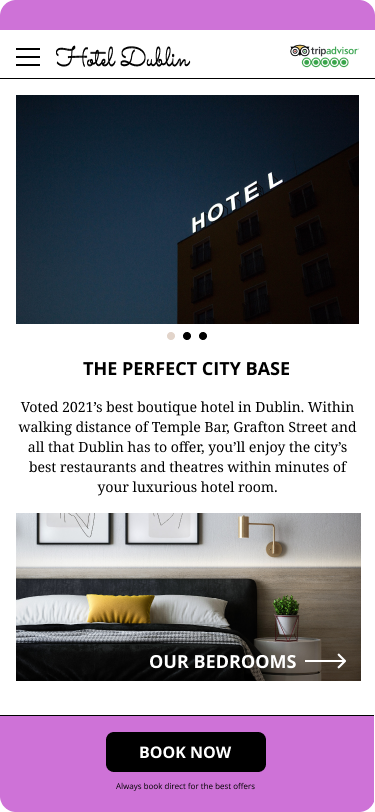 Hotel Dublin
tripadvisor
HOTEL
THE PERFECT CITY BASE
Voted 2021’s best boutique hotel in Dublin. Within
walking distance of Temple Bar, Grafton Street and
all that Dublin has to offer, you’ll enjoy the city’s
best restaurants and theatres within minutes of
your luxurious hotel room.
OUR BEDROOMS
BOOK NOW
Always book direct for the best offers